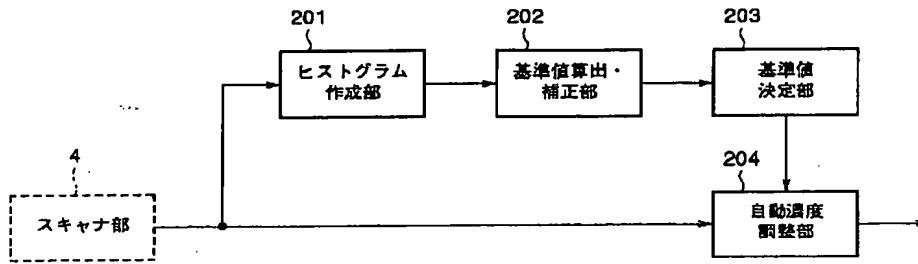 201
ヒストグラム
作成部
202
基準値算出・
補正部
203
基準値
決定部
4
スキャナ部
204
自動濃度
調整部